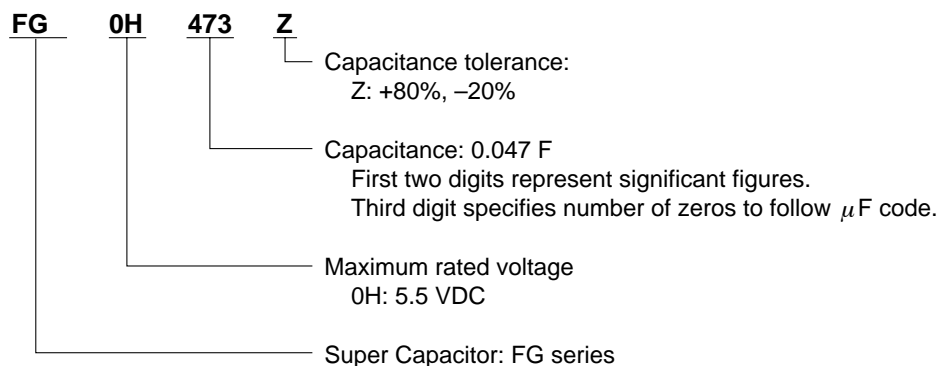 FG 0H 473 Z
Capacitance tolerance:
Z: +80%, –20%
Capacitance: 0.047 F
First two digits represent significant figures.
Third digit specifies number of zeros to follow μF code.
Maximum rated voltage
0H: 5.5 VDC
Super Capacitor: FG series